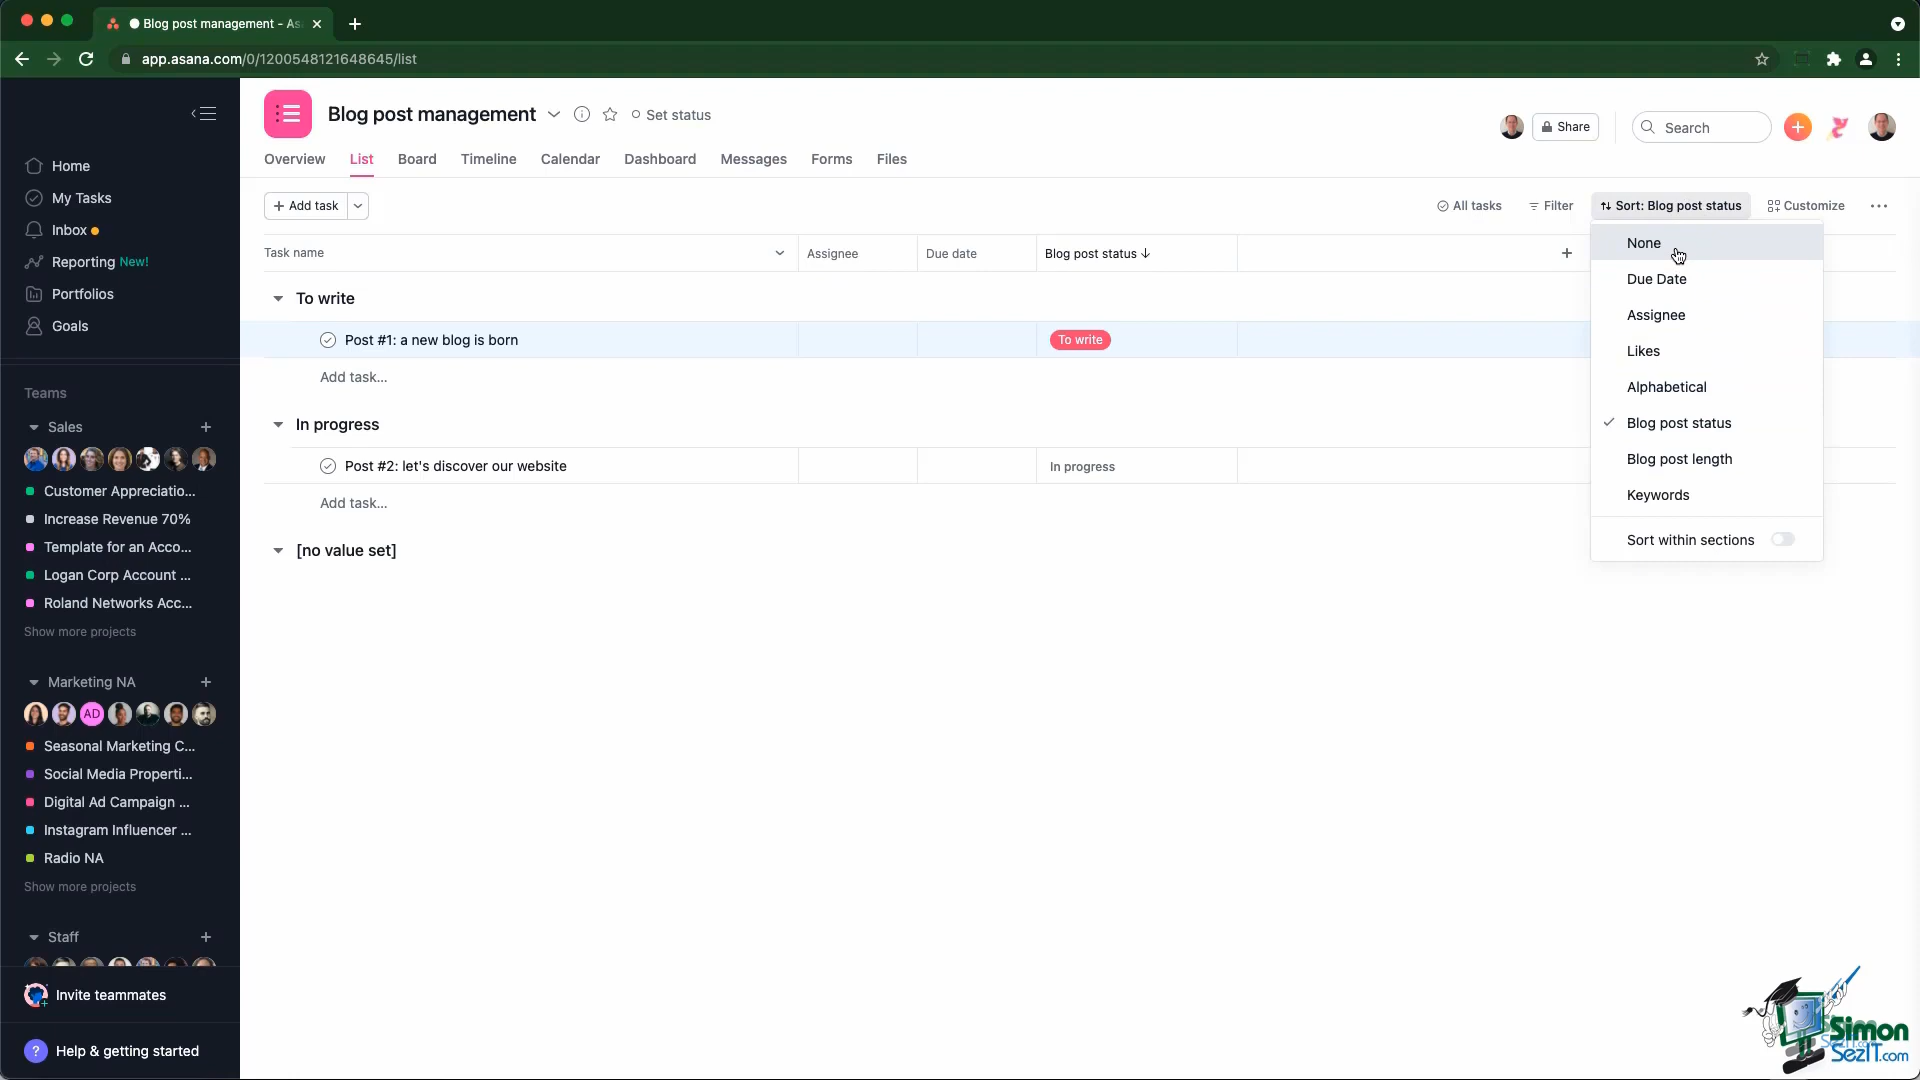 Blog post management - As
app.asana.com/0/1200548121648645/list
Blog post management
Set status
Share
Search
Overview
List
Board
Timeline
Calendar
Dashboard
Messages
Forms
Files
Home
My Tasks
Inbox
Reporting New!
Portfolios
Goals
Teams
Sales
Customer Appreciatio...
Increase Revenue 70%
Template for an Acco...
Logan Corp Account ...
Roland Networks Acc...
Show more projects
Marketing NA
AD
Seasonal Marketing C...
Social Media Properti...
Digital Ad Campaign ...
Instagram Influencer ...
Radio NA
Show more projects
Staff
Invite teammates
? Help & getting started
+ Add task
All tasks
Filter
Sort: Blog post status
Customize
Task name
Assignee
Due date
Blog post status
To write
Post #1: a new blog is born
To write
Add task...
In progress
Post #2: let's discover our website
In progress
Add task...
[no value set]
None
Due Date
Assignee
Likes
Alphabetical
Blog post status
Blog post length
Keywords
Sort within sections
Simon
SezIT.com